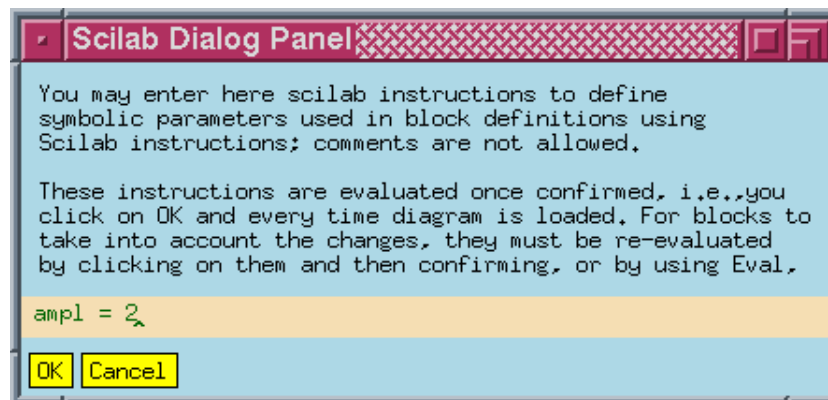 Scilab Dialog Panel
You may enter here scilab instructions to define
symbolic parameters used in block definitions using
Scilab instructions; comments are not allowed.
These instructions are evaluated once confirmed, i.e.,you
click on OK and every time diagram is loaded. For blocks to
take into account the changes, they must be re-evaluated
by clicking on them and then confirming, or by using Eval.
ampl = 2
OK Cancel